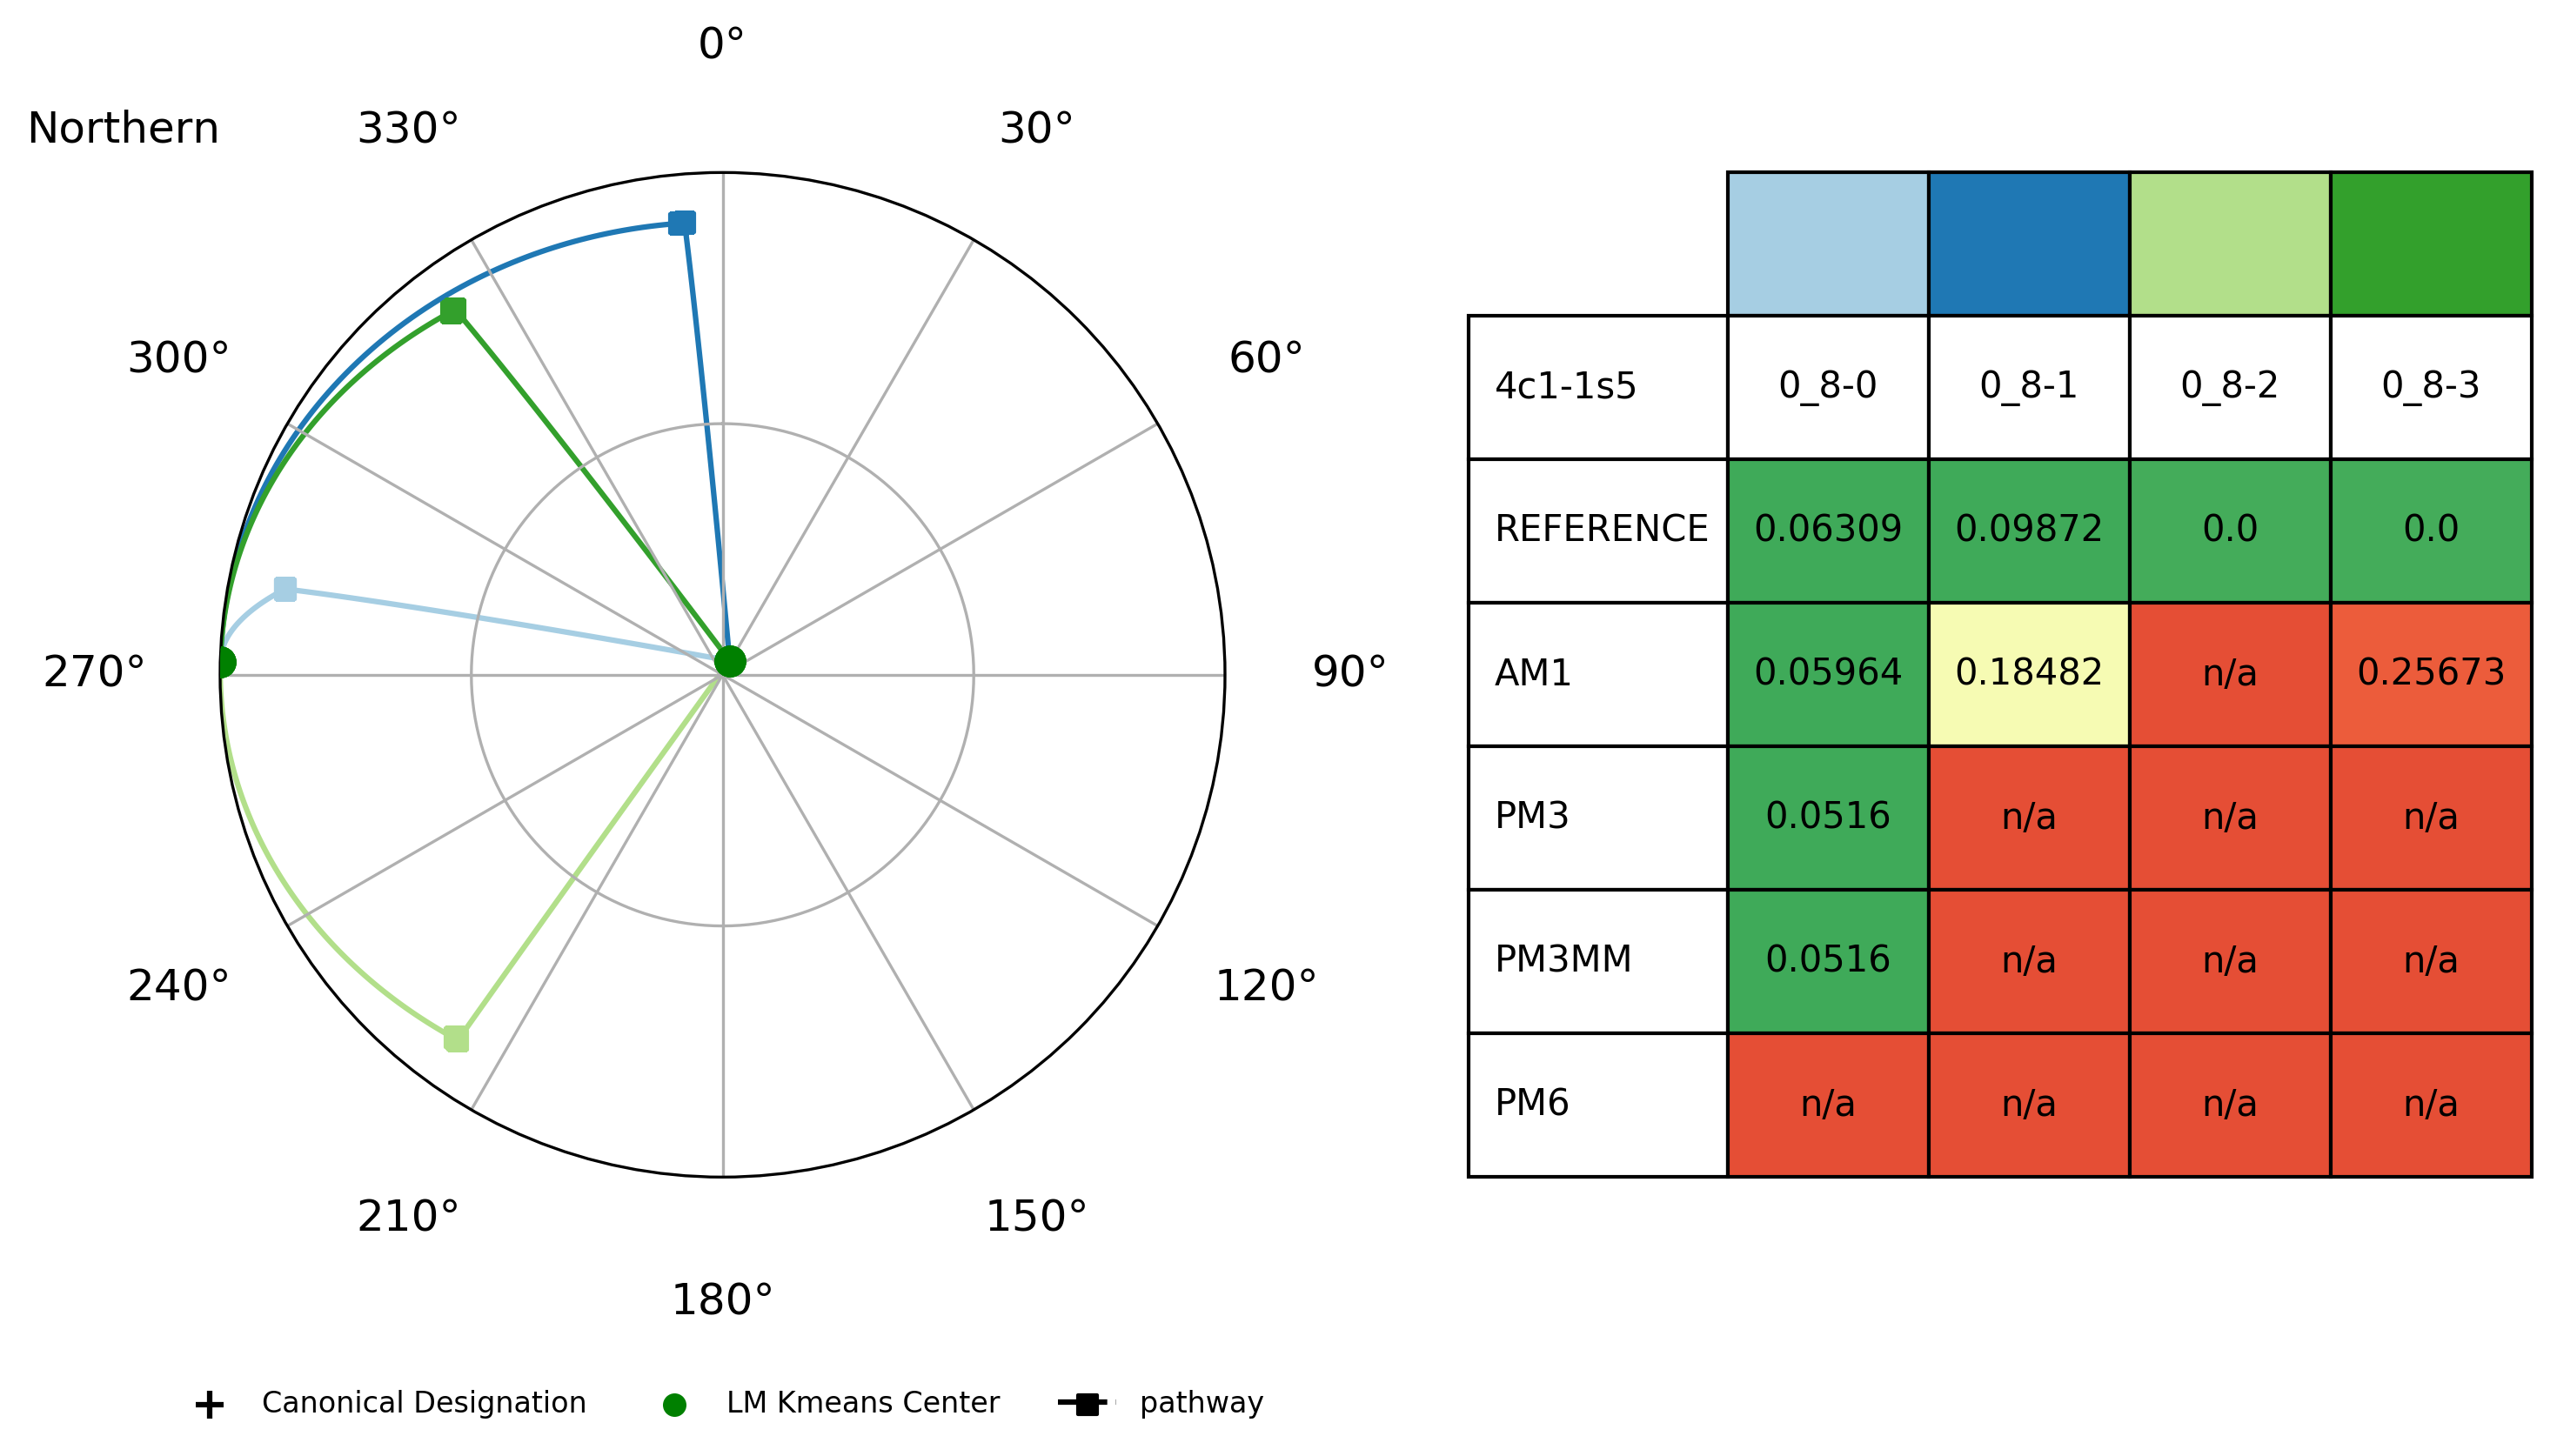 0°
Northern
330°
30°
300°
60°
270°
90°
240°
120°
210°
150°
180°
4c1-1s5 0_8-0 0_8-1 0_8-2 0_8-3
REFERENCE 0.06309 0.09872 0.0 0.0
AM1 0.05964 0.18482 n/a 0.25673
PM3 0.0516 n/a n/a n/a
PM3MM 0.0516 n/a n/a n/a
PM6 n/a n/a n/a n/a
Canonical Designation
LM Kmeans Center
pathway